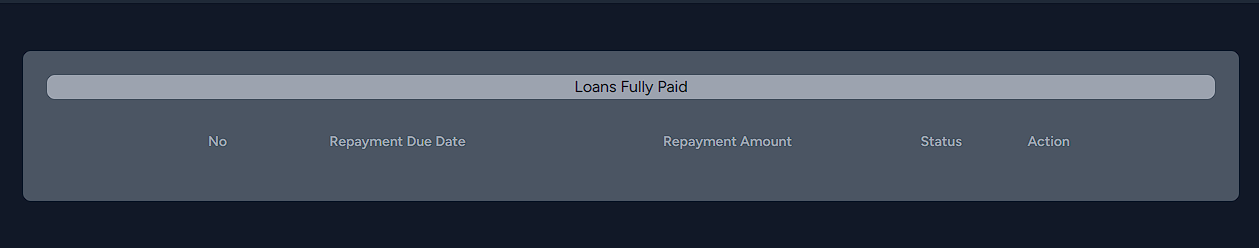 Loans Fully Paid
No Repayment Due Date Repayment Amount Status Action